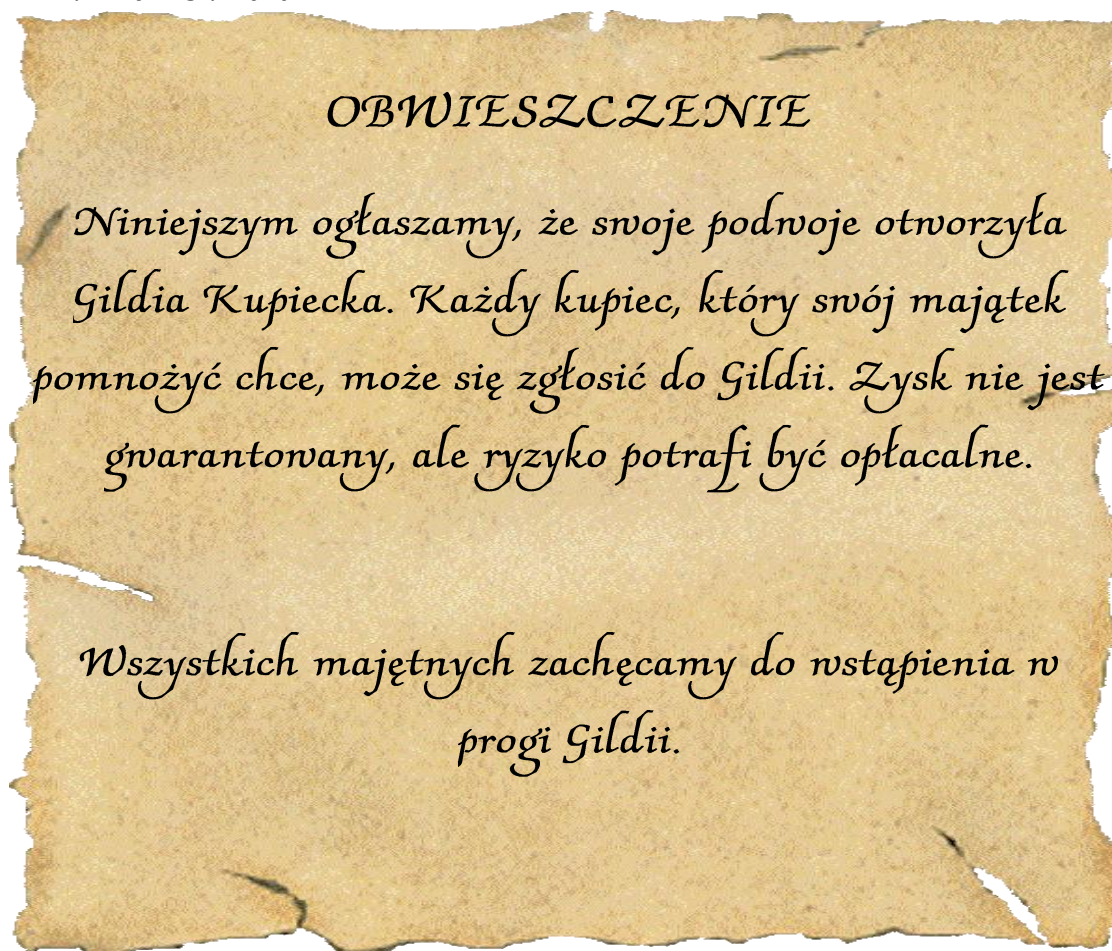 OBWIESZCZENIE
Niniejszym ogłaszamy, że swoje podwoje otworzyła
Gildia Kupiecka. Każdy kupiec, który swój majątek
pomnożyć chce, może się zgłosić do Gildii. Zysk nie jest
gwarantowany, ale ryzyko potrafi być opłacalne.
Wszystkich majętnych zachęcamy do wstąpienia w
progi Gildii.